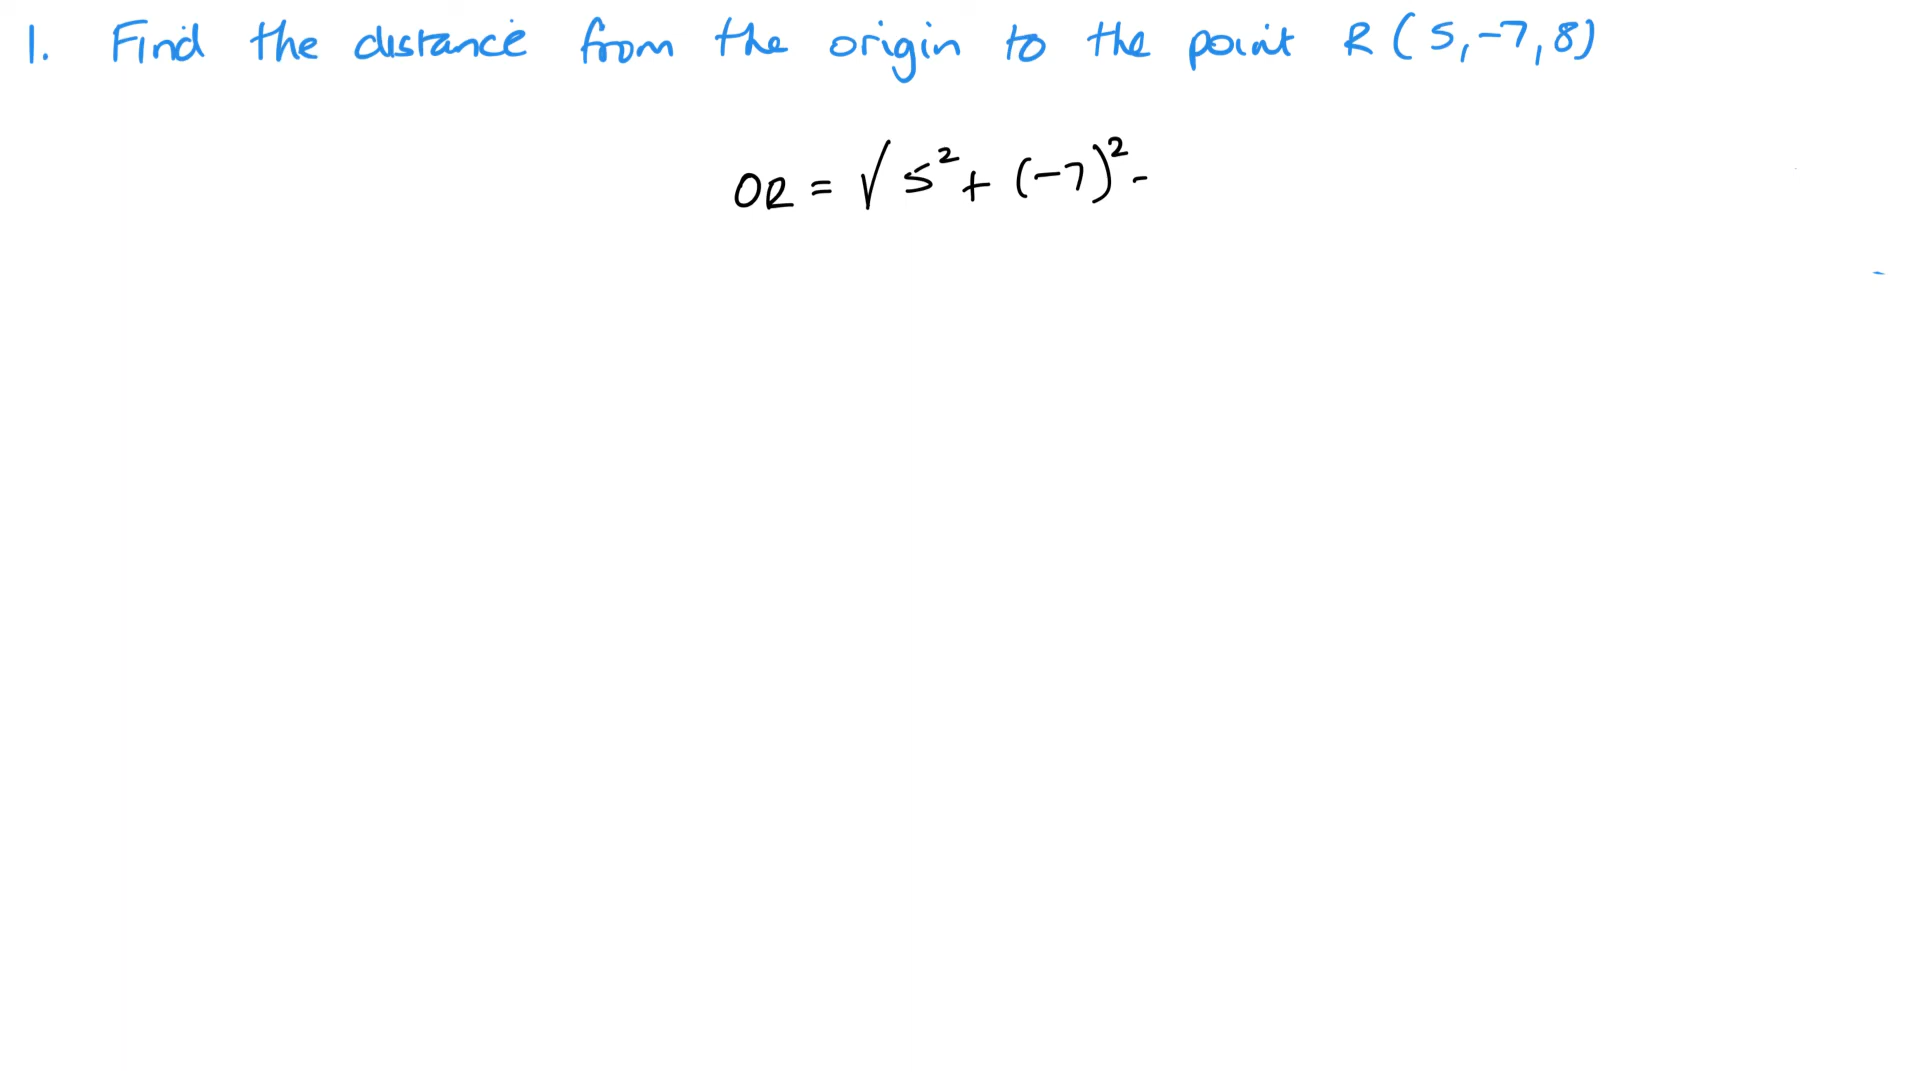 1. Find the distance from the origin to the point R (5,-7,8)
OR = √5² + (-7)² -